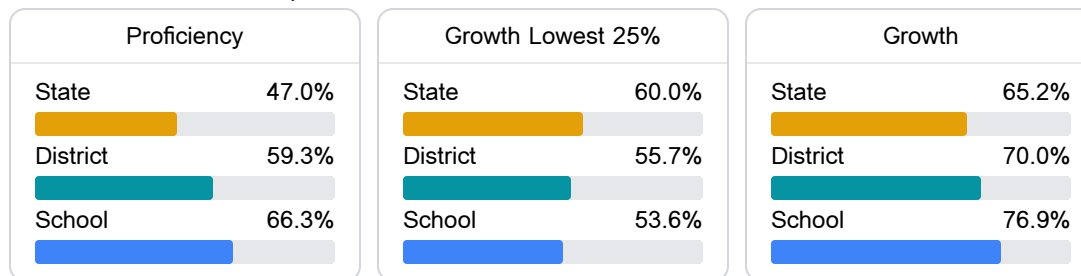 Proficiency
State 47.0%
District 59.3%
School 66.3%
Growth Lowest 25%
State 60.0%
District 55.7%
School 53.6%
Growth
State 65.2%
District 70.0%
School 76.9%